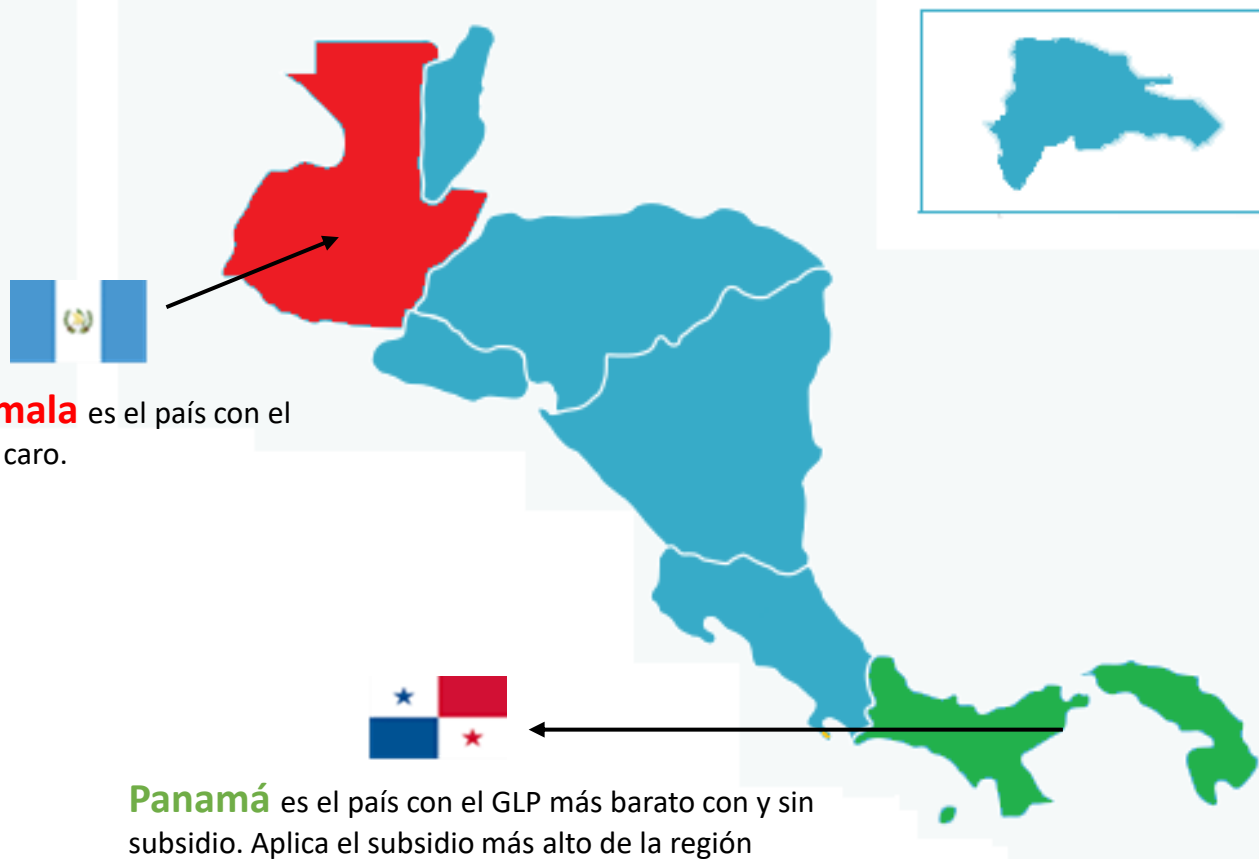 mala es el país con el
caro.
Panamá es el país con el GLP más barato con y sin
subsidio. Aplica el subsidio más alto de la región